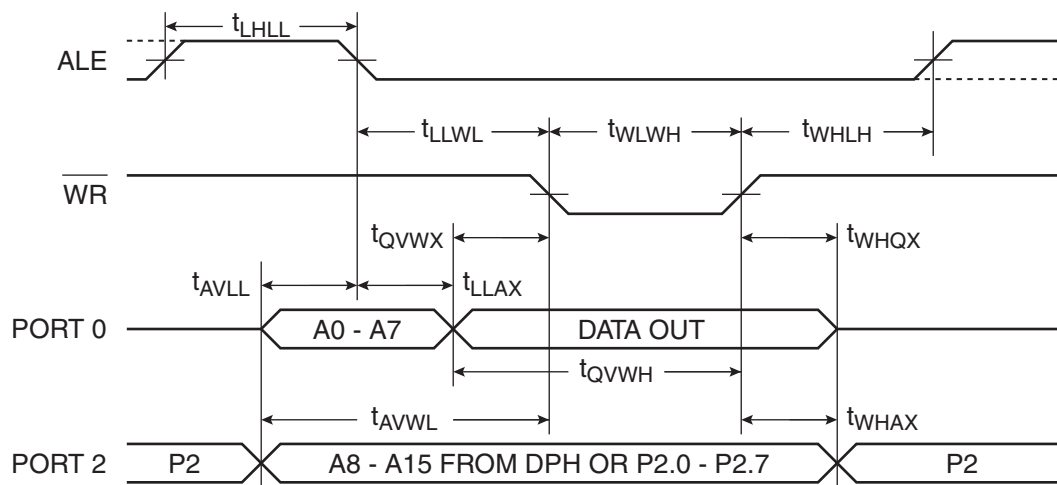 tLHLL
ALE
tLLWL tWLWH tWHLH
WR
tQVWX tWHQX
tAVLL tLLAX
PORT 0 A0 - A7 DATA OUT
tQVWH
tAVWL tWHAX
PORT 2 P2 A8 - A15 FROM DPH OR P2.0 - P2.7 P2